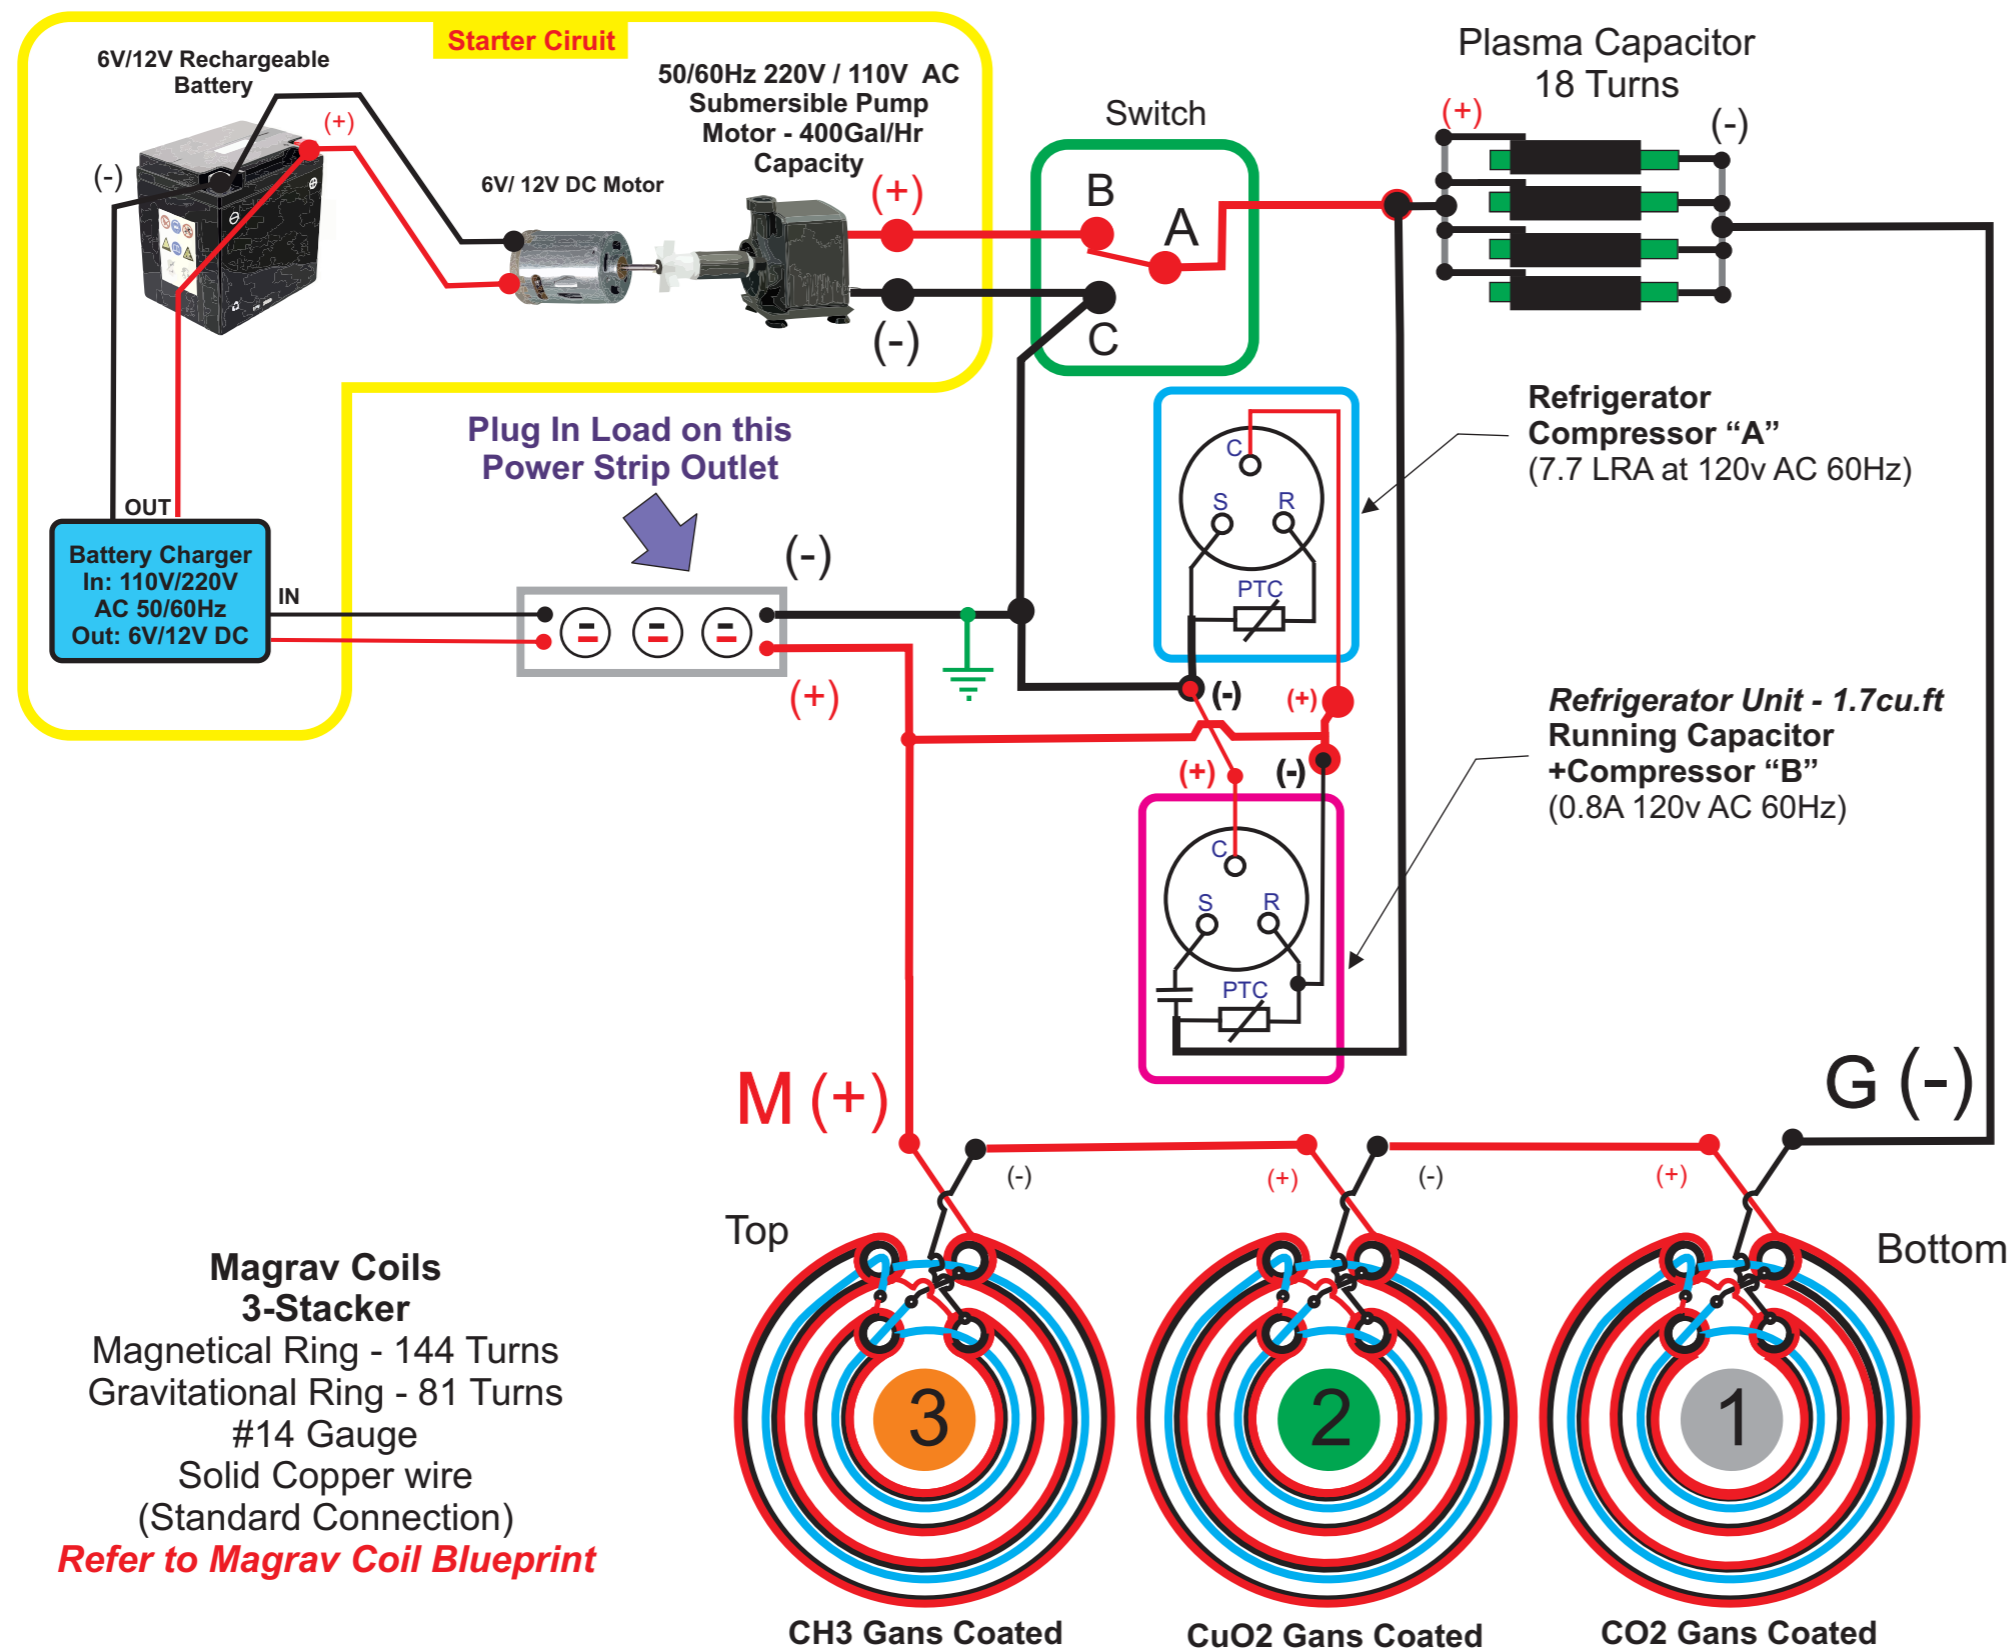 Starter Ciruit
6V/12V Rechargeable
Battery
(+)
(-)
6V/ 12V DC Motor
50/60Hz 220V / 110V  AC
Submersible Pump
Motor - 400Gal/Hr
Capacity
(+)
(-)
Switch
B
A
C
Plasma Capacitor
18 Turns
(+)
(-)
Plug In Load on this
Power Strip Outlet
OUT
Battery Charger
In: 110V/220V
AC 50/60Hz
Out: 6V/12V DC
IN
(-)
(+)
C
S
R
PTC
Refrigerator
Compressor “A”
(7.7 LRA at 120v AC 60Hz)
(-)
(+)
(+)
(-)
C
S
R
PTC
Refrigerator Unit - 1.7cu.ft
Running Capacitor
+Compressor “B”
(0.8A 120v AC 60Hz)
M (+)
G (-)
(-)
(+)
(-)
(+)
Top
Bottom
Magrav Coils
3-Stacker
Magnetical Ring - 144 Turns
Gravitational Ring - 81 Turns
#14 Gauge
Solid Copper wire
(Standard Connection)
Refer to Magrav Coil Blueprint
3
2
1
CH3 Gans Coated
CuO2 Gans Coated
CO2 Gans Coated